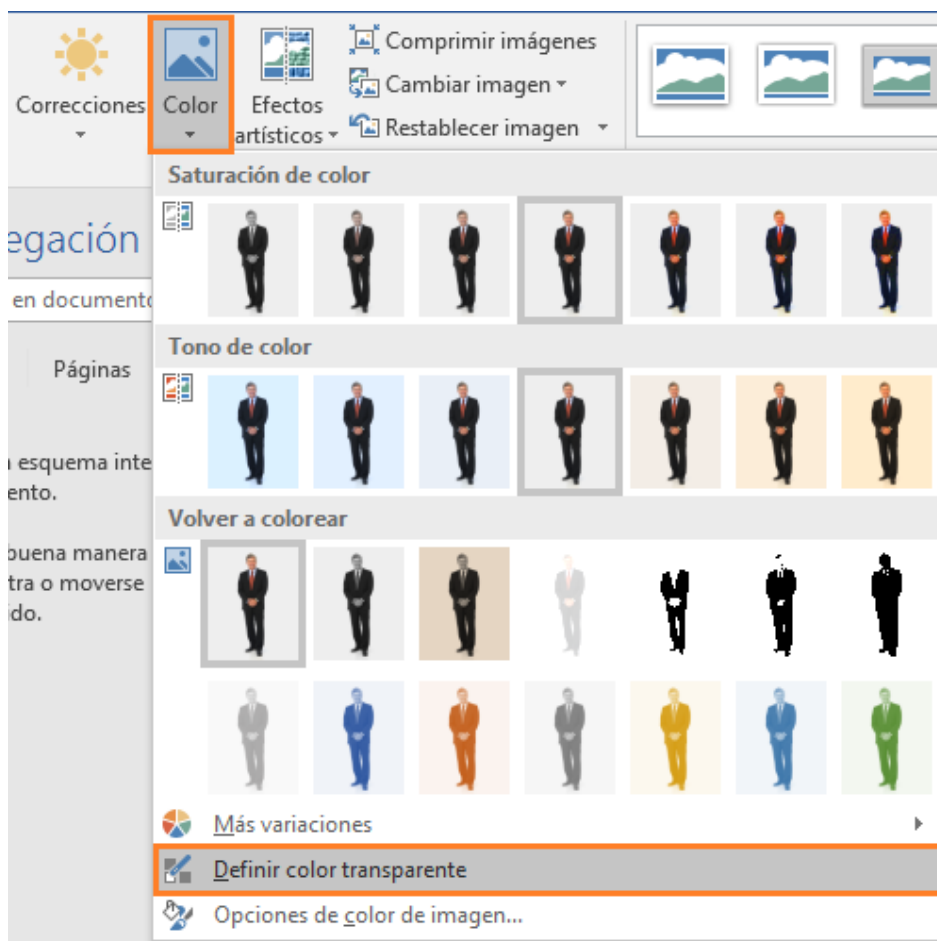 Comprimir imágenes
Cambiar imagen
Correcciones Color Efectos
artísticos Restablecer imagen
Saturación de color
egación
en documento
Tono de color
Páginas
esquema inte
ento.
Volver a colorear
buena manera
tra o moverse
ido.
Más variaciones
Definir color transparente
Opciones de color de imagen...